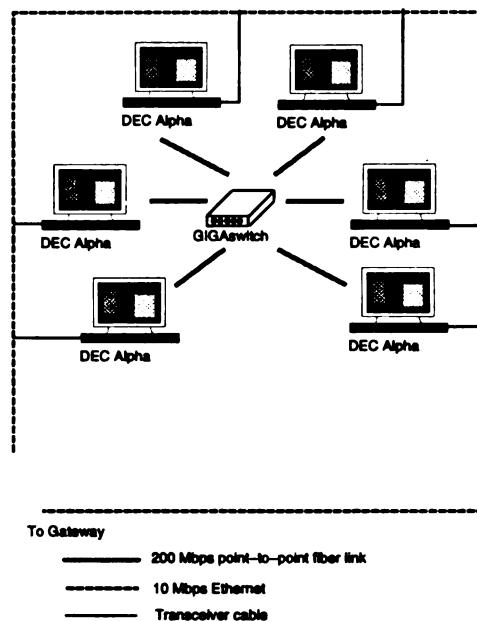 DEC Alpha
DEC Alpha
DEC Alpha
GIGAswitch
DEC Alpha
DEC Alpha
DEC Alpha
To Gateway
200 Mbps point-to-point fiber link
10 Mbps Ethernet
Transceiver cable